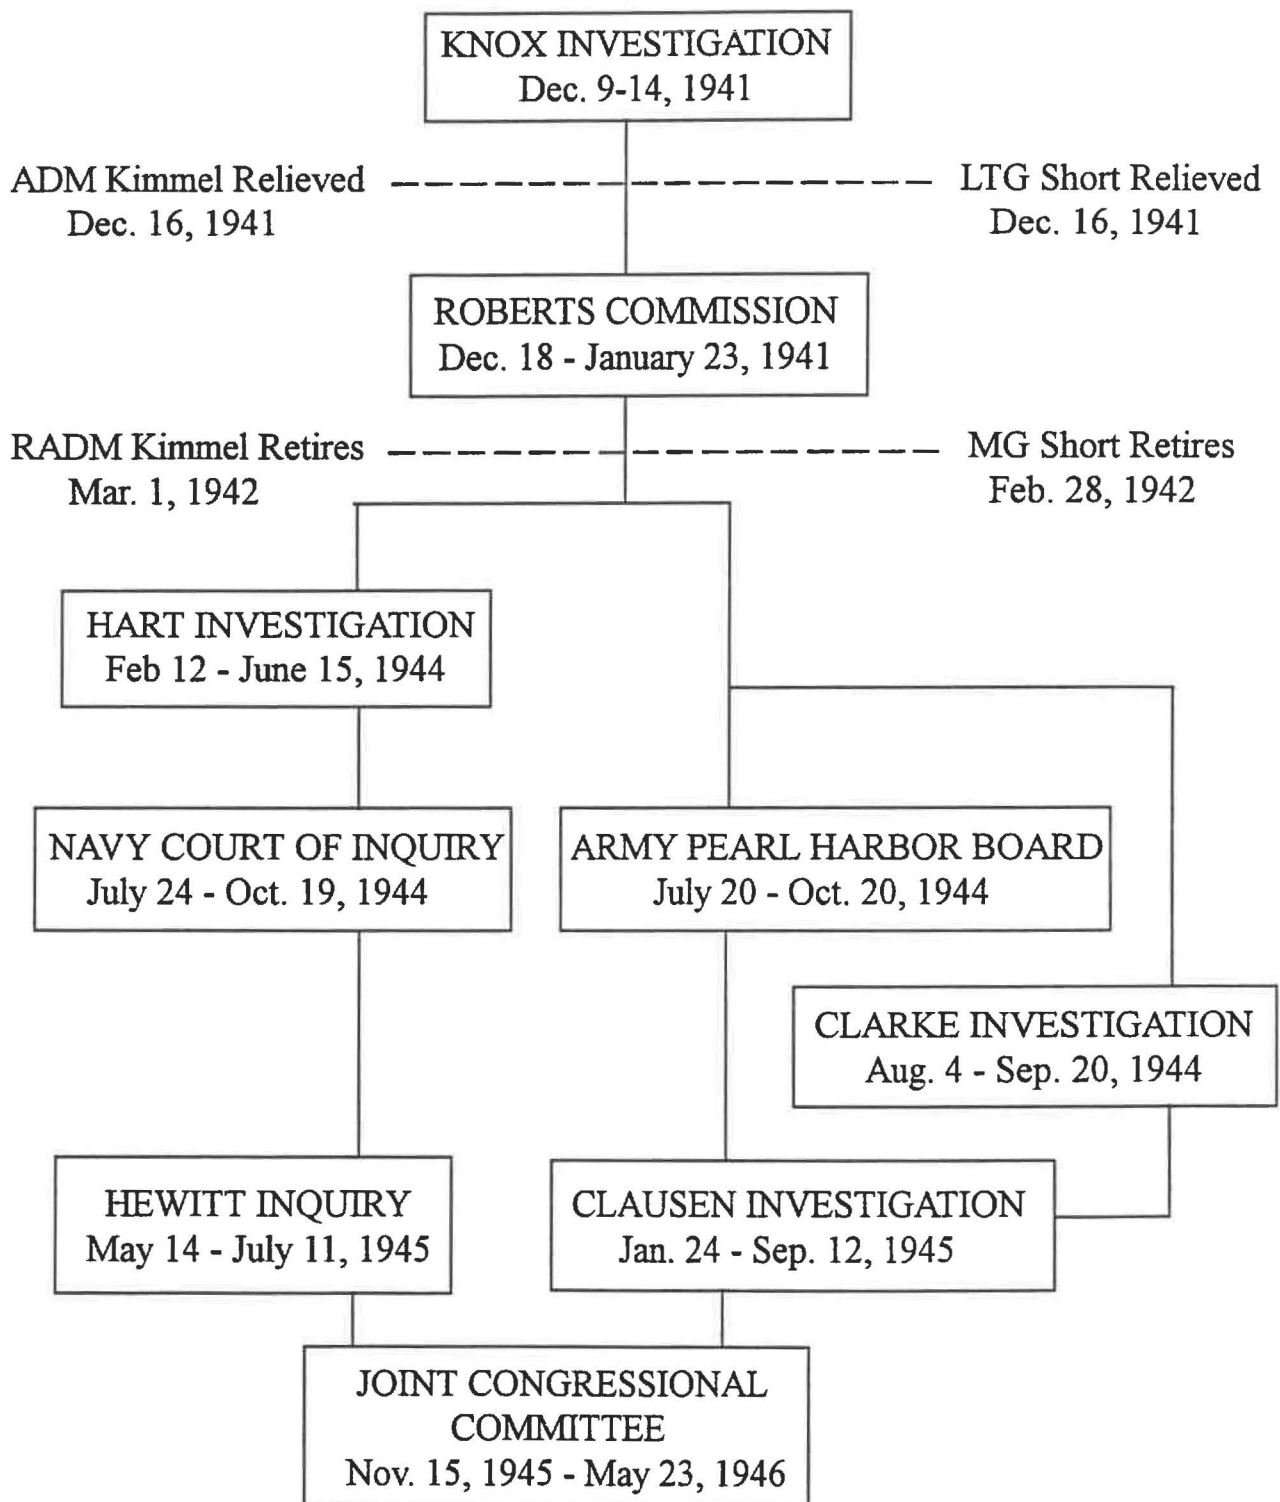 KNOX INVESTIGATION
Dec. 9-14, 1941
ADM Kimmel Relieved
Dec. 16, 1941
LTG Short Relieved
Dec. 16, 1941
ROBERTS COMMISSION
Dec. 18 - January 23, 1941
RADM Kimmel Retires
Mar. 1, 1942
MG Short Retires
Feb. 28, 1942
HART INVESTIGATION
Feb 12 - June 15, 1944
NAVY COURT OF INQUIRY
July 24 - Oct. 19, 1944
ARMY PEARL HARBOR BOARD
July 20 - Oct. 20, 1944
CLARKE INVESTIGATION
Aug. 4 - Sep. 20, 1944
HEWITT INQUIRY
May 14 - July 11, 1945
CLAUSEN INVESTIGATION
Jan. 24 - Sep. 12, 1945
JOINT CONGRESSIONAL
COMMITTEE
Nov. 15, 1945 - May 23, 1946